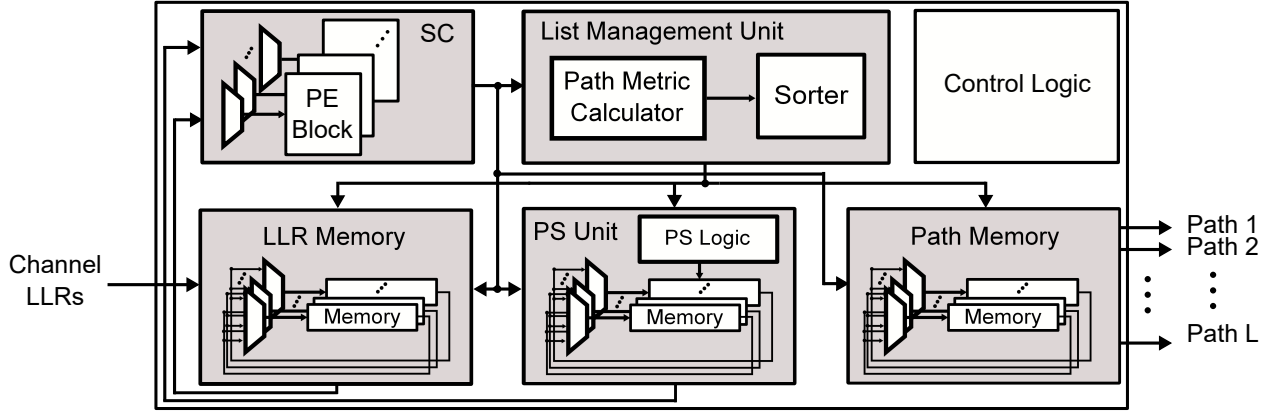 SC
PE
Block
List Management Unit
Path Metric
Calculator
Sorter
Control Logic
Channel
LLRs
LLR Memory
Memory
PS Unit
PS Logic
Memory
Path Memory
Memory
Path 1
Path 2
Path L